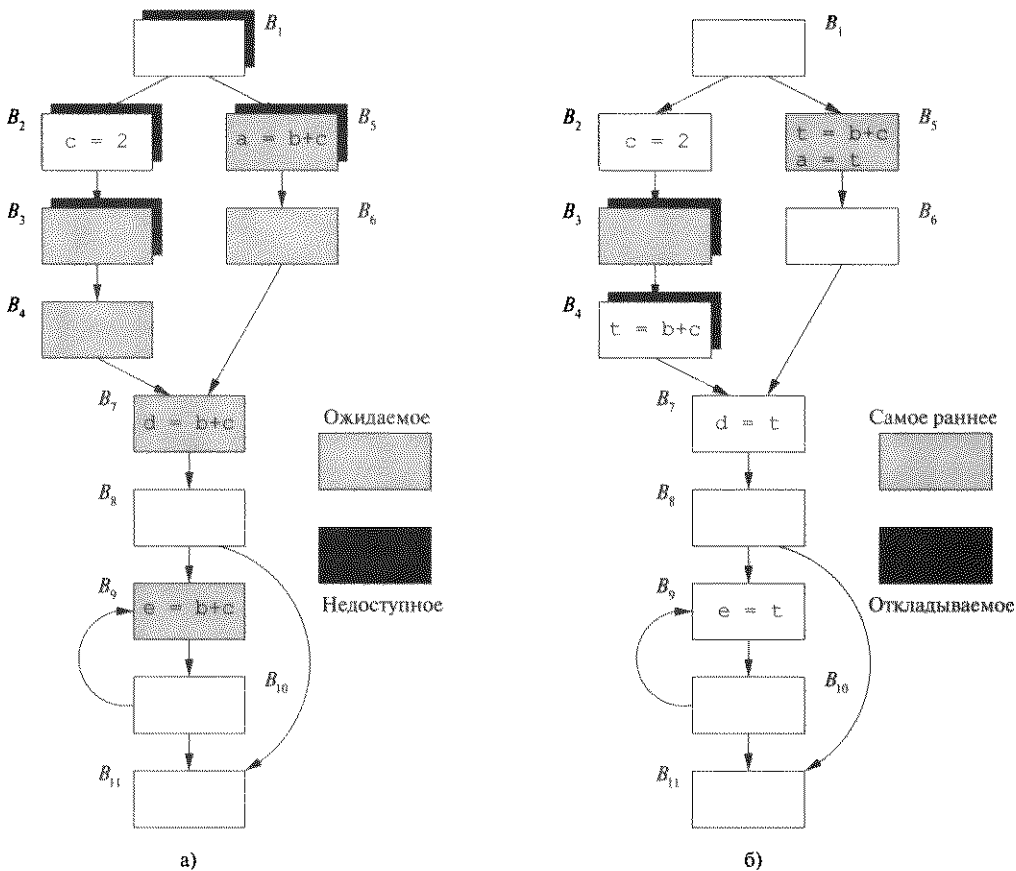 B₁
B₂
c = 2
a = b+c
B₅
B₃
B₆
B₄
B₇
d = b+c
Ожидаемое
B₈
B₉
e = b+c
Недоступное
B₁₀
B₁₁
а)
B₁
B₂
c = 2
t = b+c
a = t
B₅
B₃
B₆
B₄
t = b+c
B₇
d = t
Самое раннее
B₈
B₉
e = t
Откладываемое
B₁₀
B₁₁
б)